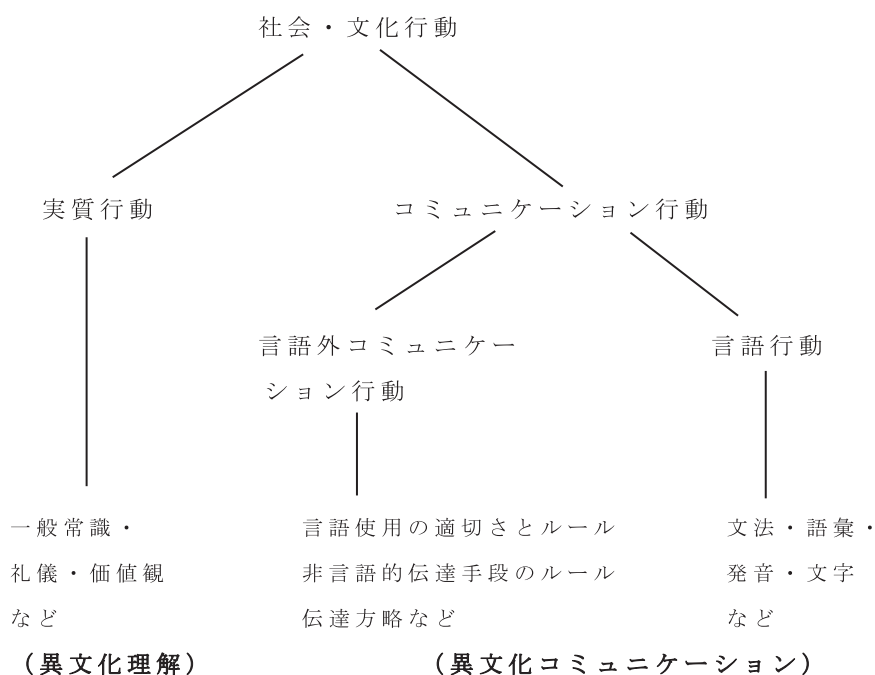 社会・文化行動
実質行動
コミュニケーション行動
言語外コミュニケー
ション行動
言語行動
一般常識・
礼儀・価値観
など
言語使用の適切さとルール
非言語的伝達手段のルール
伝達方略など
文法・語彙・
発音・文字
など
（異文化理解）
（異文化コミュニケーション）